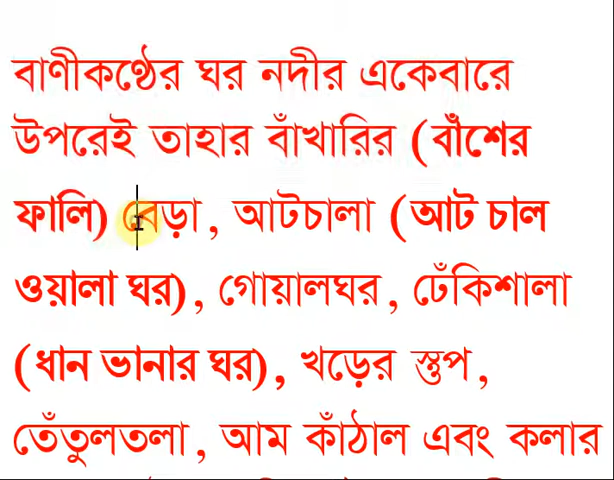 বাণীকণ্ঠের ঘর নদীর একেবারে
উপরেই তাহার বাঁখারির (বাঁশের
ফালি) বেড়া, আটচালা (আট চাল
ওয়ালা ঘর), গোয়ালঘর, ঢেঁকিশালা
(ধান ভানার ঘর), খড়ের স্তুপ,
তেঁতুলতলা, আম কাঁঠাল এবং কলার